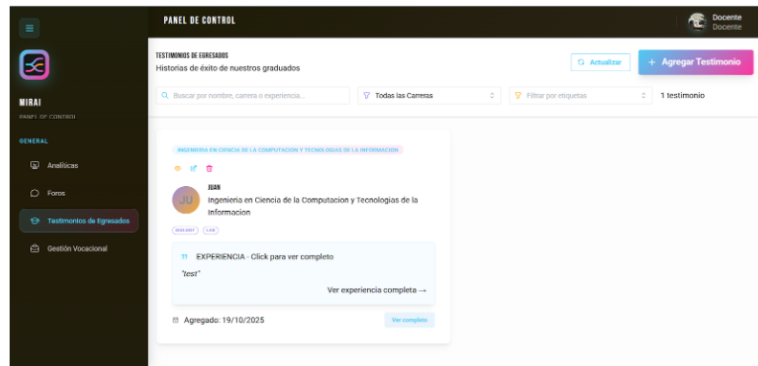 PANEL DE CONTROL
Docente
Docente
MIRAI
PANEL DE CONTROL
GENERAL
Analíticas
Foros
Testimonios de Egresados
Gestión Vocacional
TESTIMONIOS DE EGRESADOS
Historias de éxito de nuestros graduados
Actualizar
+ Agregar Testimonio
Buscar por nombre, carrera o experiencia...
Todas las Carreras
Filtrar por etiquetas
1 testimonio
INGENIERIA EN CIENCIA DE LA COMPUTACION Y TECNOLOGIAS DE LA INFORMACION
JU
JUAN
Ingenieria en Ciencia de la Computacion y Tecnologias de la
Informacion
EXPERIENCIA - Click para ver completo
"test"
Ver experiencia completa →
Agregado: 19/10/2025
Ver completo